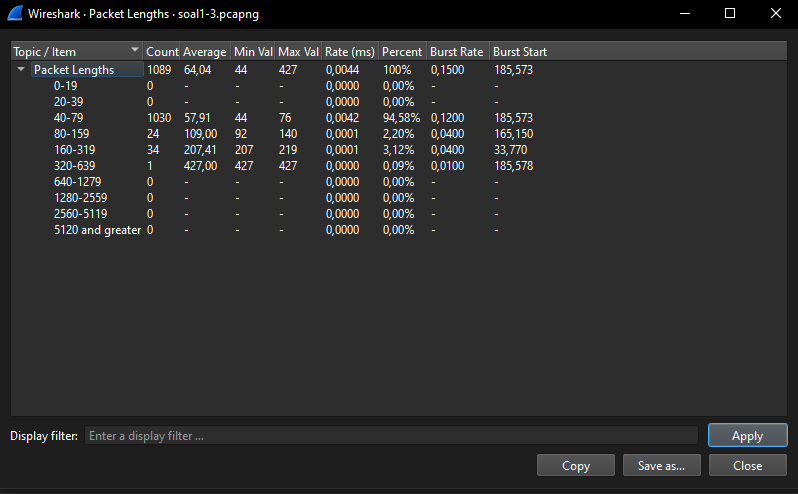 Wireshark · Packet Lengths · soal1-3.pcapng
Topic / Item Count Average Min Val Max Val Rate (ms) Percent Burst Rate Burst Start
Packet Lengths 1089 64,04 44 427 0,0044 100% 0,1500 185,573
0-19 0 - - - 0,0000 0,00% - -
20-39 0 - - - 0,0000 0,00% - -
40-79 1030 57,91 44 76 0,0042 94,58% 0,1200 185,573
80-159 24 109,00 92 140 0,0001 2,20% 0,0400 165,150
160-319 34 207,41 207 219 0,0001 3,12% 0,0400 33,770
320-639 1 427,00 427 427 0,0000 0,09% 0,0100 185,578
640-1279 0 - - - 0,0000 0,00% - -
1280-2559 0 - - - 0,0000 0,00% - -
2560-5119 0 - - - 0,0000 0,00% - -
5120 and greater 0 - - - 0,0000 0,00% - -
Display filter: Enter a display filter ... Apply
Copy Save as... Close